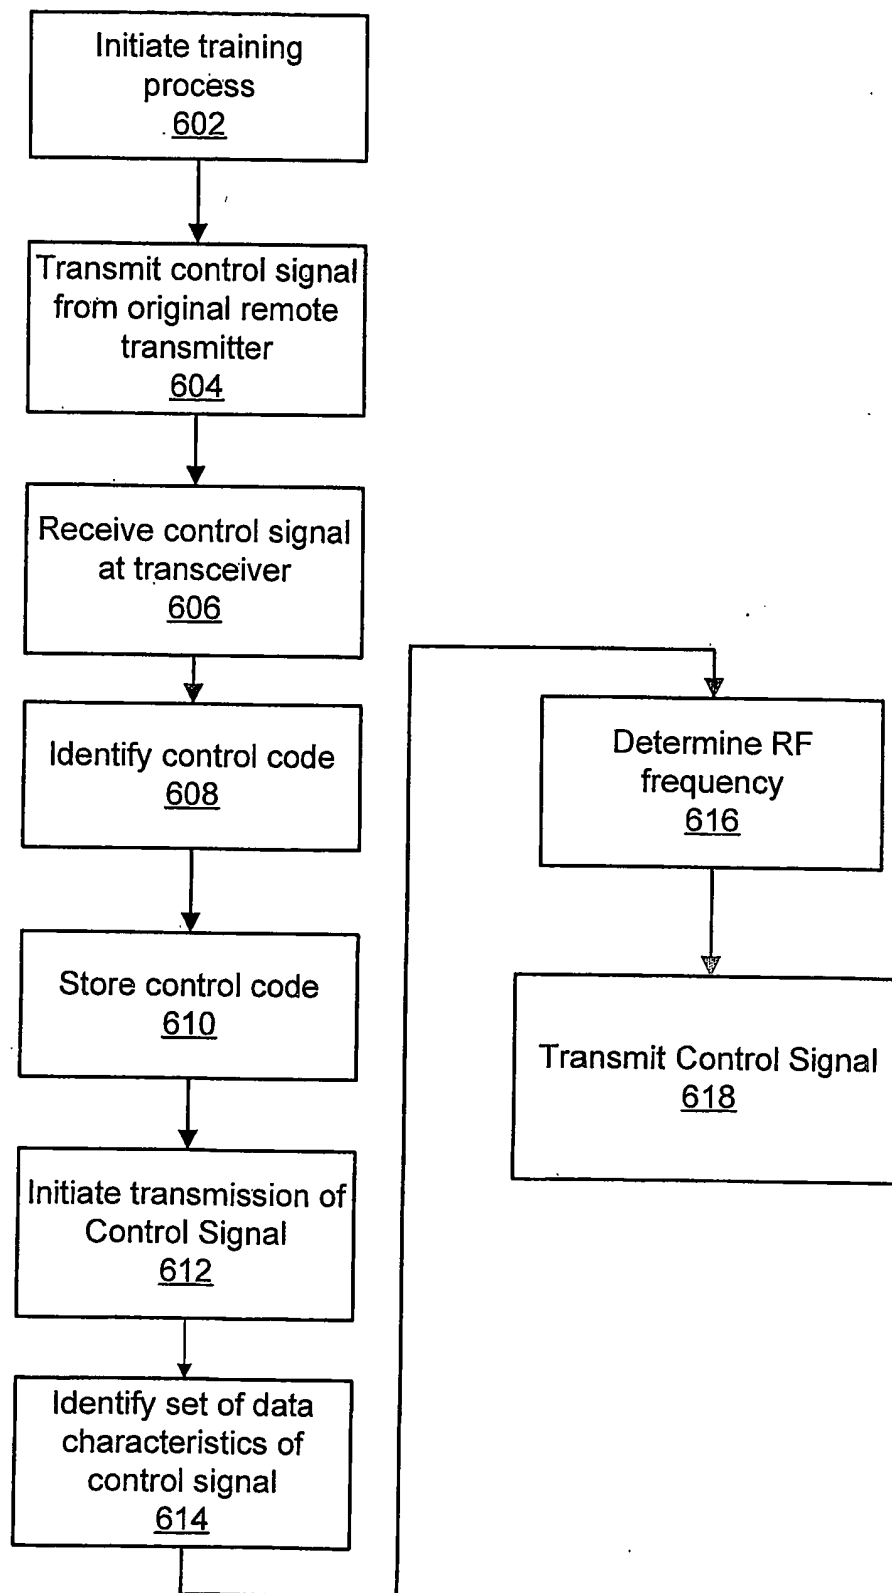 Initiate training
process
602
Transmit control signal
from original remote
transmitter
604
Receive control signal
at transceiver
606
Identify control code
608
Store control code
610
Initiate transmission of
Control Signal
612
Identify set of data
characteristics of
control signal
614
Determine RF
frequency
616
Transmit Control Signal
618